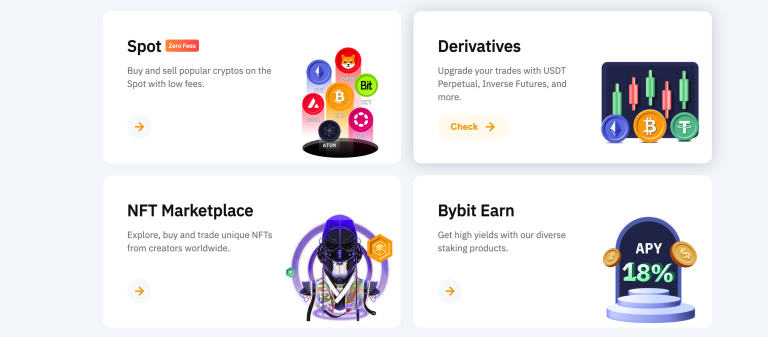 Spot Zero Fees
Buy and sell popular cryptos on the
Spot with low fees.
Bit
ATOM
Derivatives
Upgrade your trades with USDT
Perpetual, Inverse Futures, and
more.
Check
NFT Marketplace
Explore, buy and trade unique NFTs
from creators worldwide.
Bybit Earn
Get high yields with our diverse
staking products.
APY
18%